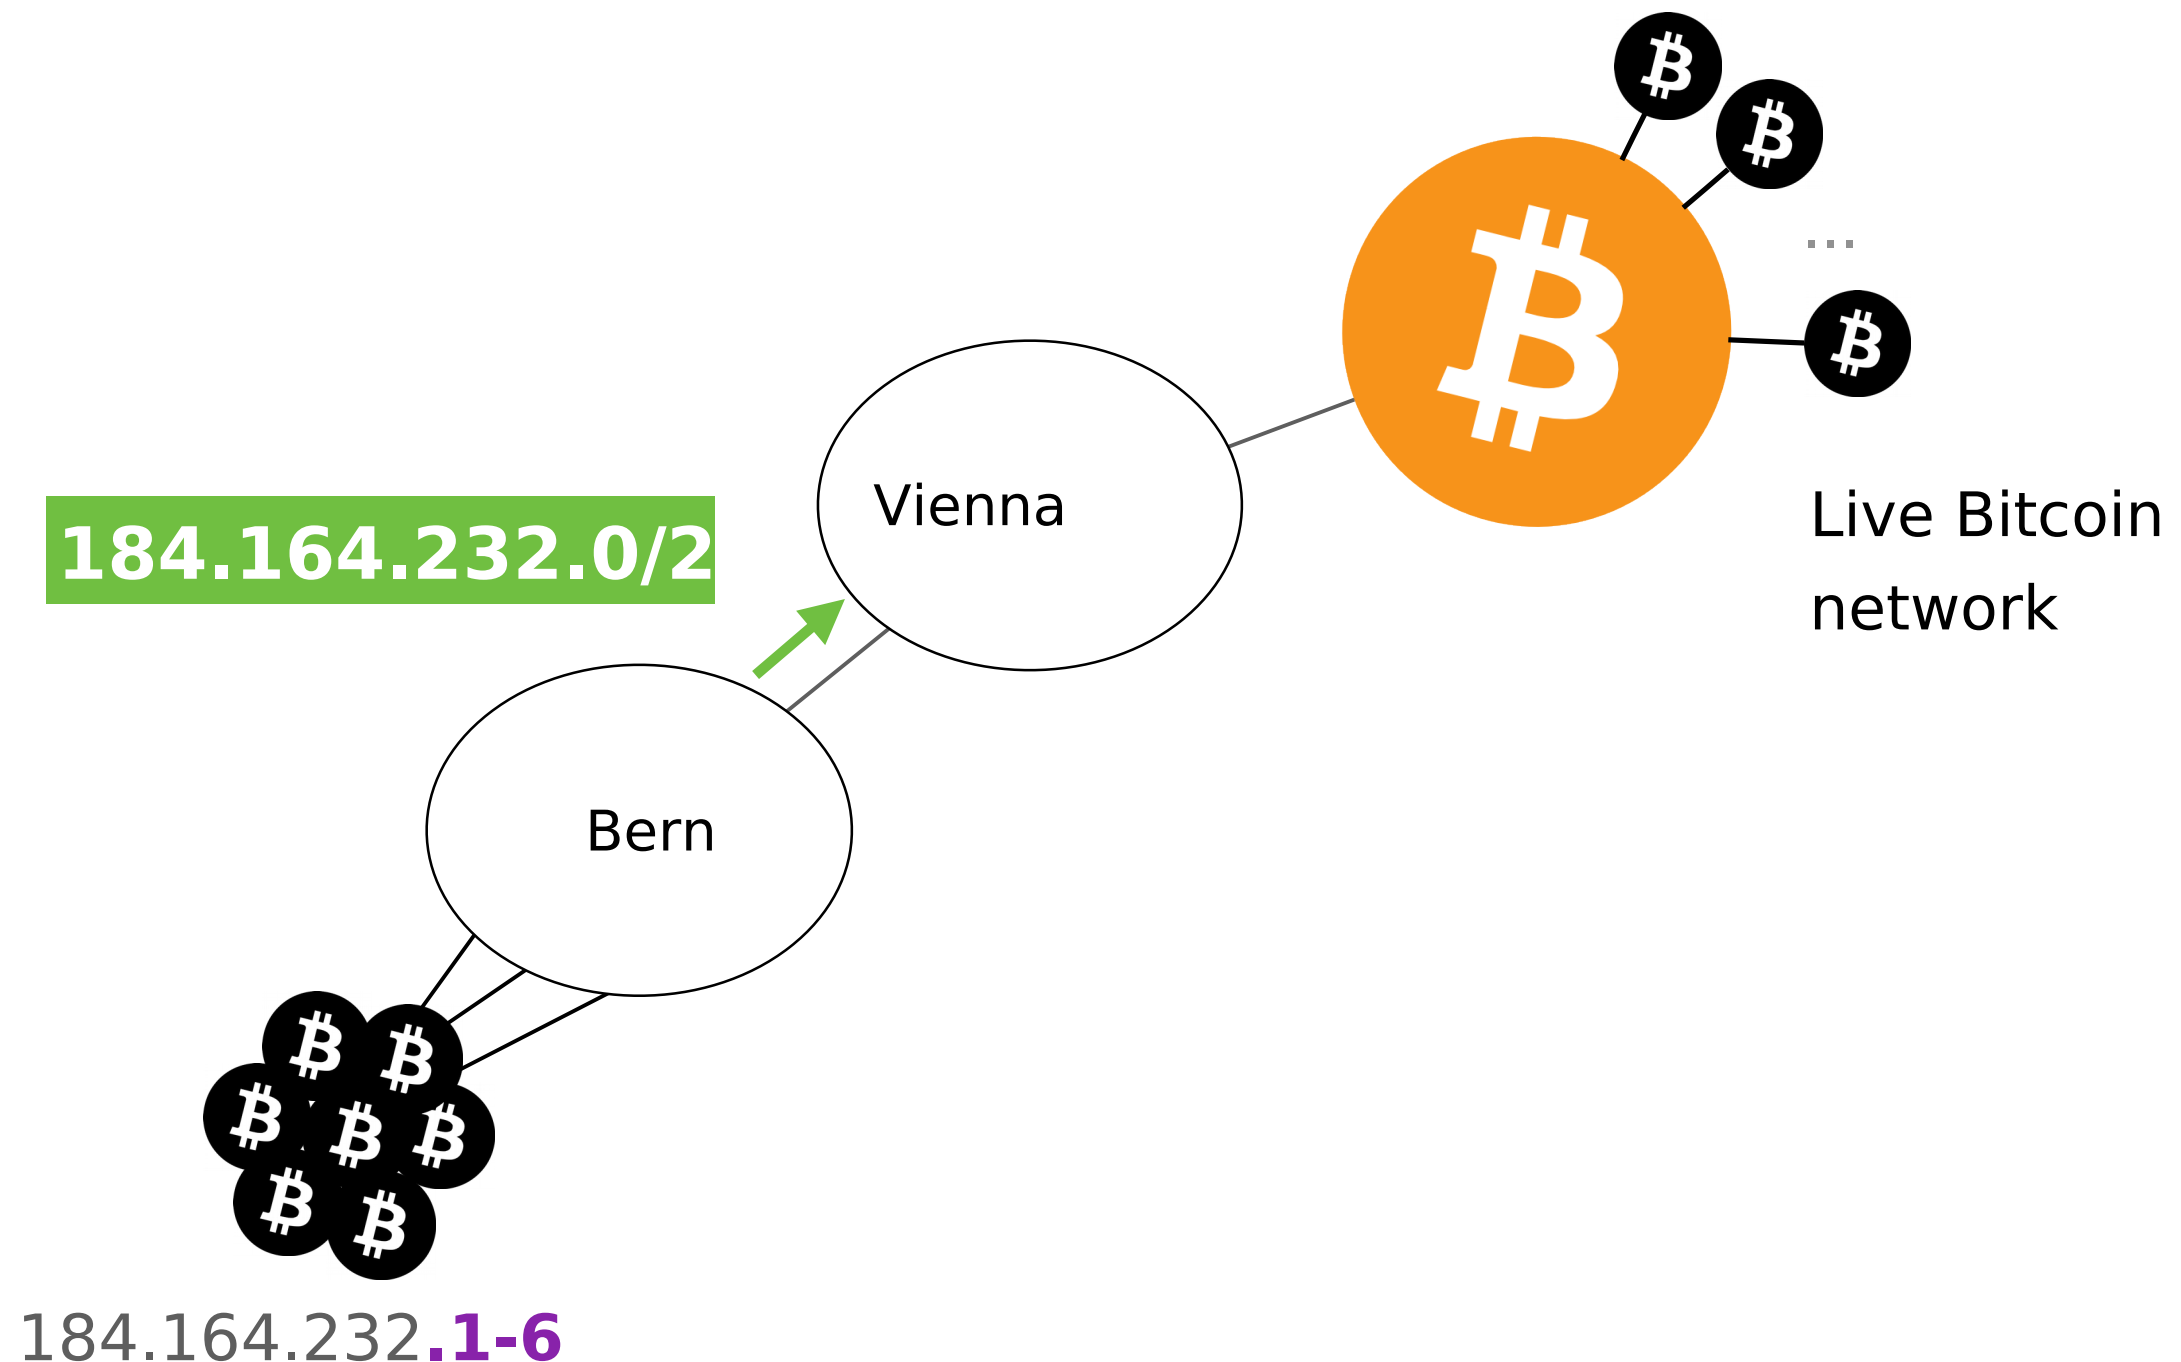 ...
Live Bitcoin
network
Vienna
184.164.232.0/2
Bern
184.164.232.1-6